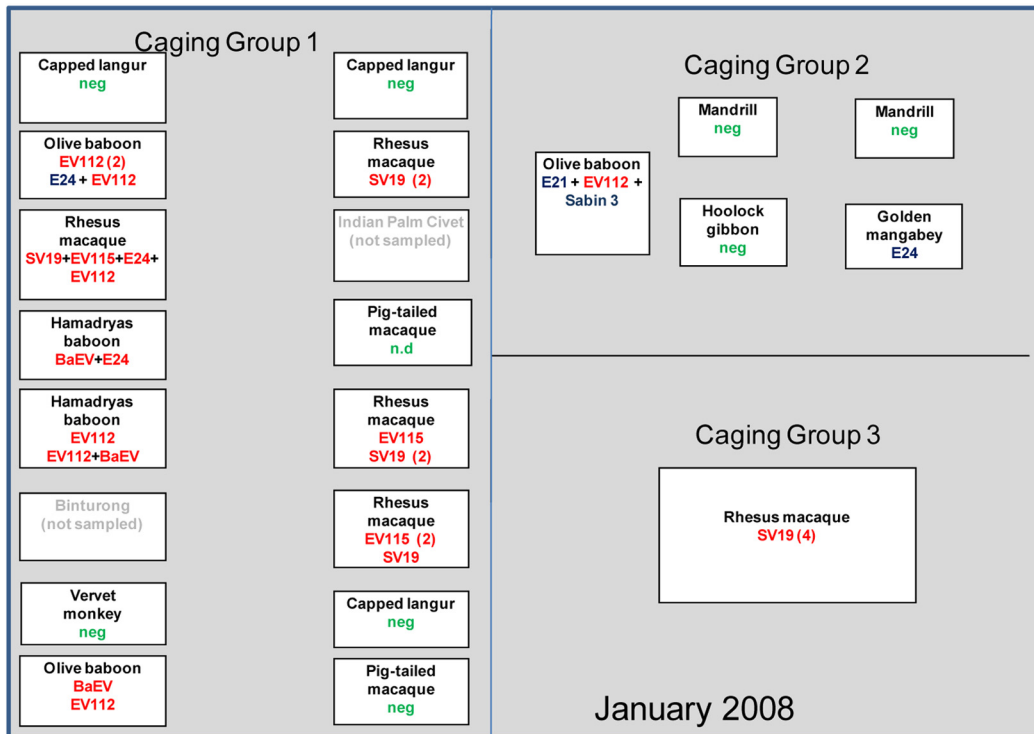 Caging Group 1
Capped langur
neg
Olive baboon
EV112 (2)
E24 + EV112
Rhesus
macaque
SV19+EV115+E24+
EV112
Hamadryas
baboon
BaEV+E24
Hamadryas
baboon
EV112
EV112+BaEV
Binturong
(not sampled)
Vervet
monkey
neg
Olive baboon
BaEV
EV112
Capped langur
neg
Rhesus
macaque
SV19 (2)
Indian Palm Civet
(not sampled)
Pig-tailed
macaque
n.d
Rhesus
macaque
EV115
SV19 (2)
Rhesus
macaque
EV115 (2)
SV19
Capped langur
neg
Pig-tailed
macaque
neg
Caging Group 2
Mandrill
neg
Mandrill
neg
Olive baboon
E21 + EV112 +
Sabin 3
Hoolock
gibbon
neg
Golden
mangabey
E24
Caging Group 3
Rhesus macaque
SV19 (4)
January 2008